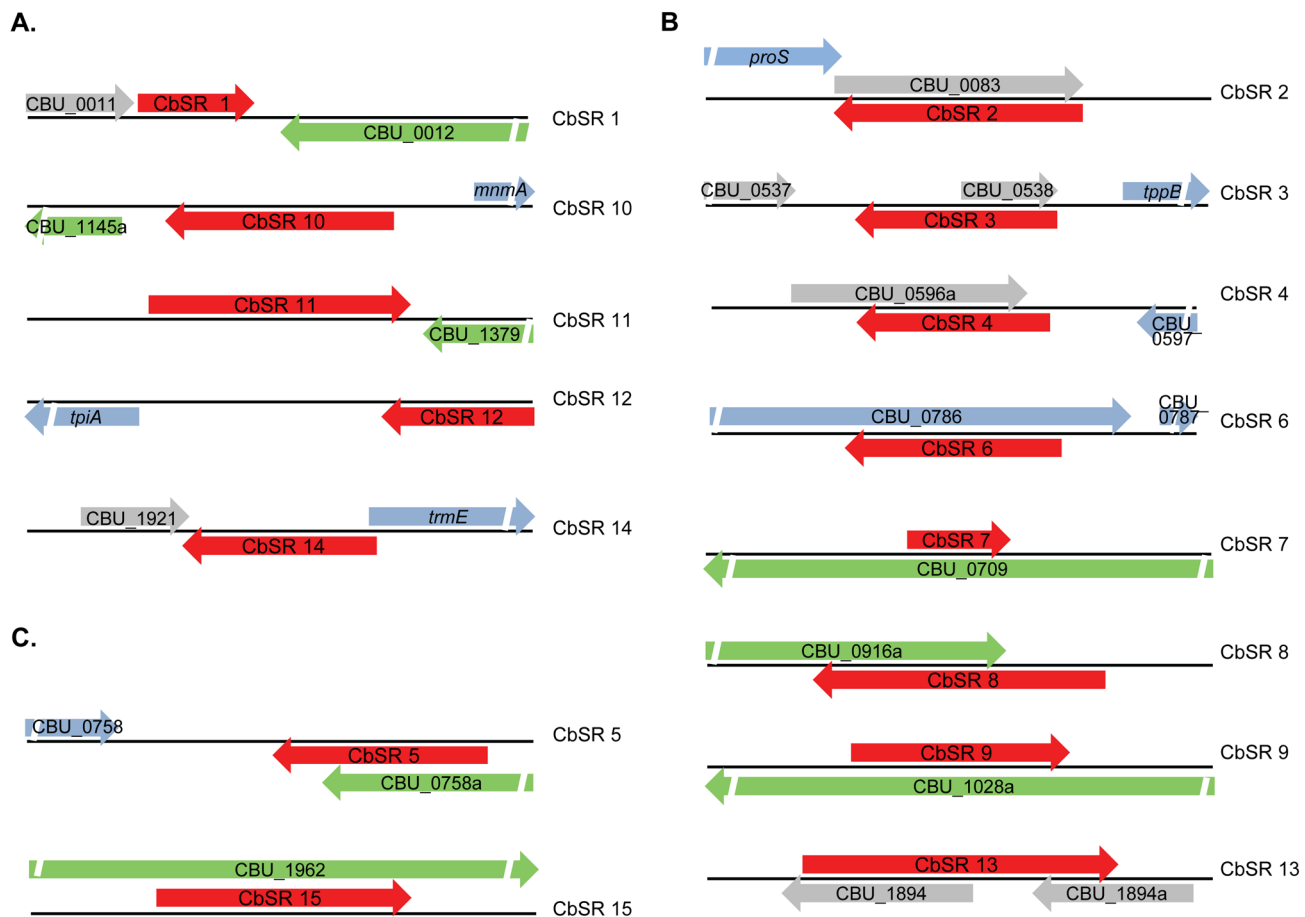 A.
CBU_0011
CbSR 1
CBU_0012
CbSR 1
mnmA
CBU_1145a
CbSR 10
CbSR 10
CbSR 11
CBU_1379
CbSR 11
tpiA
CbSR 12
CbSR 12
CBU_1921
trmE
CbSR 14
CbSR 14
B
proS
CBU_0083
CbSR 2
CbSR 2
CBU_0537
CBU_0538
tppB
CbSR 3
CbSR 3
CBU_0596a
CbSR 4
CBU_
0597
CbSR 4
CBU_0786
CBU_
0787
CbSR 6
CbSR 6
CbSR 7
CBU_0709
CbSR 7
CBU_0916a
CbSR 8
CbSR 8
CbSR 9
CBU_1028a
CbSR 9
CbSR 13
CBU_1894
CBU_1894a
CbSR 13
C.
CBU_0758
CbSR 5
CBU_0758a
CbSR 5
CBU_1962
CbSR 15
CbSR 15